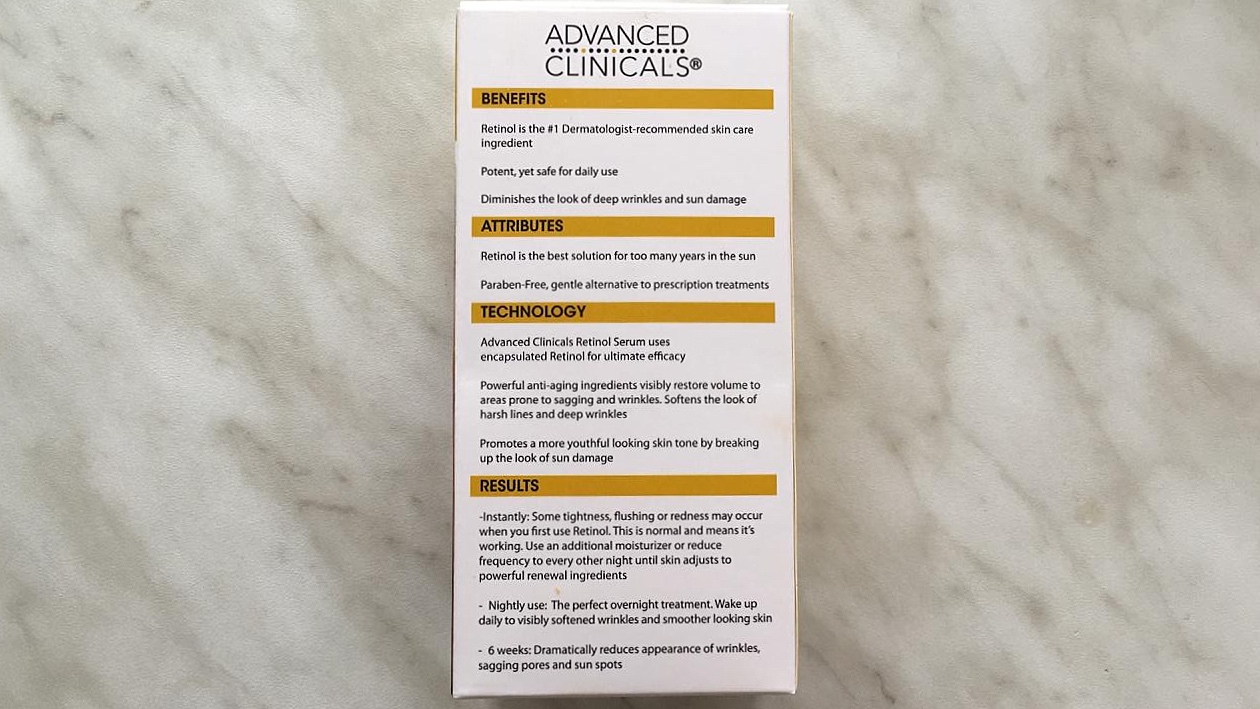 ADVANCED
CLINICALS®
BENEFITS
Retinol is the #1 Dermatologist-recommended skin care
ingredient
Potent, yet safe for daily use
Diminishes the look of deep wrinkles and sun damage
ATTRIBUTES
Retinol is the best solution for too many years in the sun
Paraben-Free, gentle alternative to prescription treatments
TECHNOLOGY
Advanced Clinicals Retinol Serum uses
encapsulated Retinol for ultimate efficacy
Powerful anti-aging ingredients visibly restore volume to
areas prone to sagging and wrinkles. Softens the look of
harsh lines and deep wrinkles
Promotes a more youthful looking skin tone by breaking
up the look of sun damage
RESULTS
-Instantly: Some tightness, flushing or redness may occur
when you first use Retinol. This is normal and means it's
working. Use an additional moisturizer or reduce
frequency to every other night until skin adjusts to
powerful renewal ingredients
- Nightly use: The perfect overnight treatment. Wake up
daily to visibly softened wrinkles and smoother looking skin
- 6 weeks: Dramatically reduces appearance of wrinkles,
sagging pores and sun spots